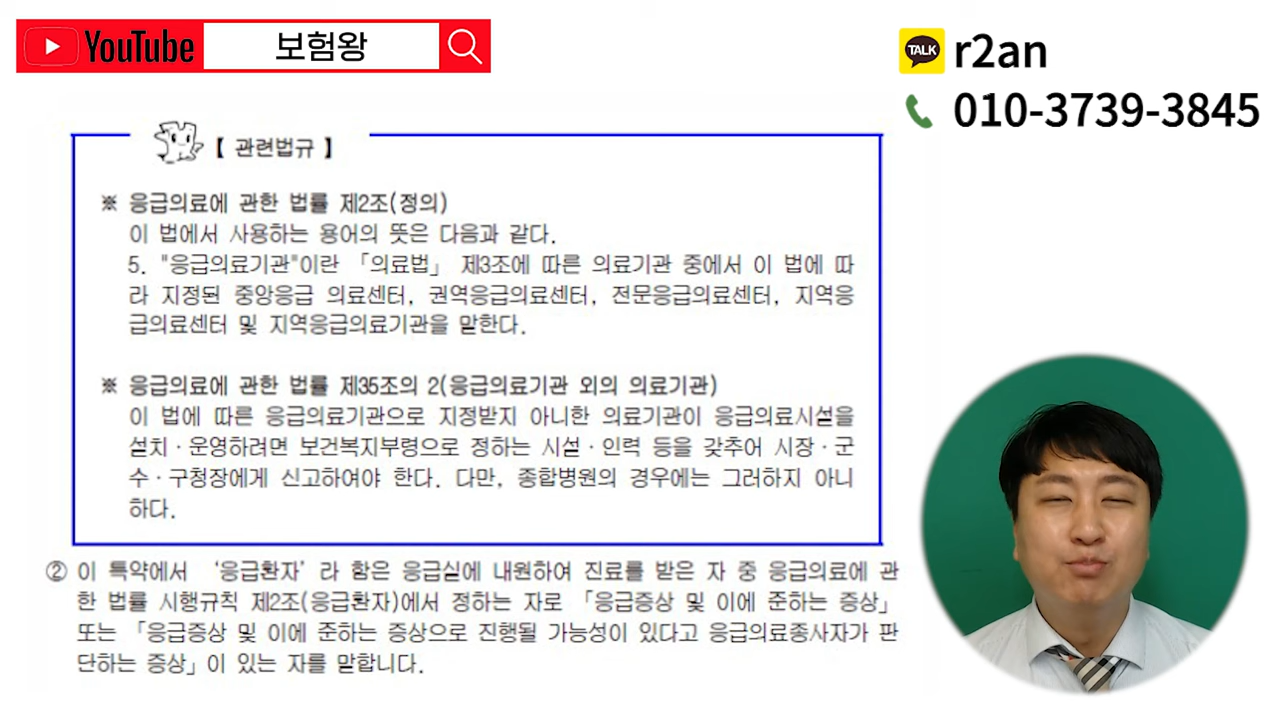 YouTube 보험왕
TALK r2an
010-3739-3845
【 관련법규 】
※ 응급의료에 관한 법률 제2조(정의)
이 법에서 사용하는 용어의 뜻은 다음과 같다.
5. "응급의료기관"이란 「의료법」 제3조에 따른 의료기관 중에서 이 법에 따
라 지정된 중앙응급 의료센터, 권역응급의료센터, 전문응급의료센터, 지역응
급의료센터 및 지역응급의료기관을 말한다.
※ 응급의료에 관한 법률 제35조의 2(응급의료기관 외의 의료기관)
이 법에 따른 응급의료기관으로 지정받지 아니한 의료기관이 응급의료시설을
설치·운영하려면 보건복지부령으로 정하는 시설·인력 등을 갖추어 시장·군
수·구청장에게 신고하여야 한다. 다만, 종합병원의 경우에는 그러하지 아니
하다.
② 이 특약에서 ‘응급환자’라 함은 응급실에 내원하여 진료를 받은 자 중 응급의료에 관
한 법률 시행규칙 제2조(응급환자)에서 정하는 자로 「응급증상 및 이에 준하는 증상」
또는 「응급증상 및 이에 준하는 증상으로 진행될 가능성이 있다고 응급의료종사자가 판
단하는 증상」이 있는 자를 말합니다.